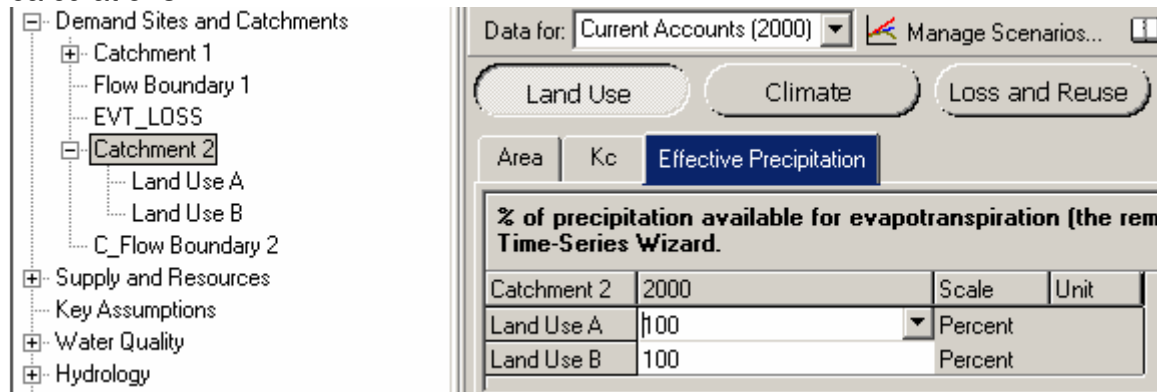 Demand Sites and Catchments
Catchment 1
Flow Boundary 1
EVT_LOSS
Catchment 2
Land Use A
Land Use B
C_Flow Boundary 2
Supply and Resources
Key Assumptions
Water Quality
Hydrology
Data for: Current Accounts (2000) Manage Scenarios...
Land Use Climate Loss and Reuse
Area Kc Effective Precipitation
% of precipitation available for evapotranspiration (the rem
Time-Series Wizard.
Catchment 2 2000 Scale Unit
Land Use A 100 Percent
Land Use B 100 Percent